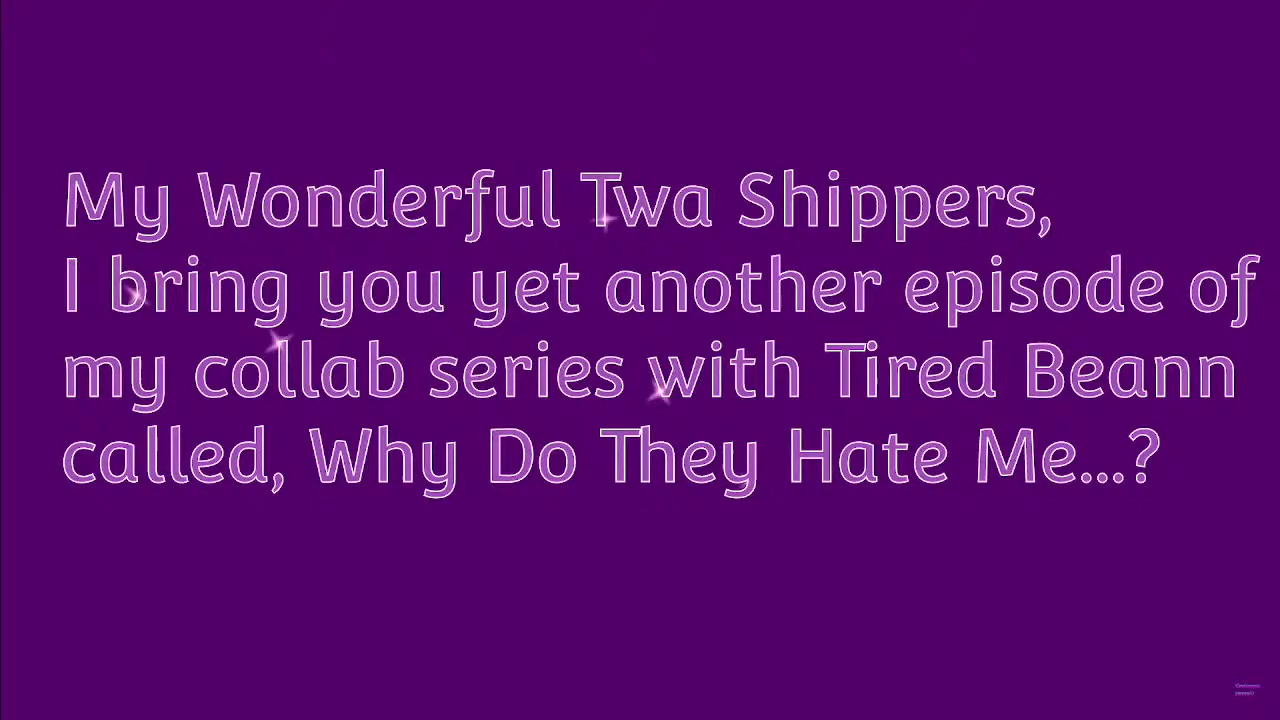 My Wonderful Twa Shippers,
I bring you yet another episode of
my collab series with Tired Beann
called, Why Do They Hate Me...?